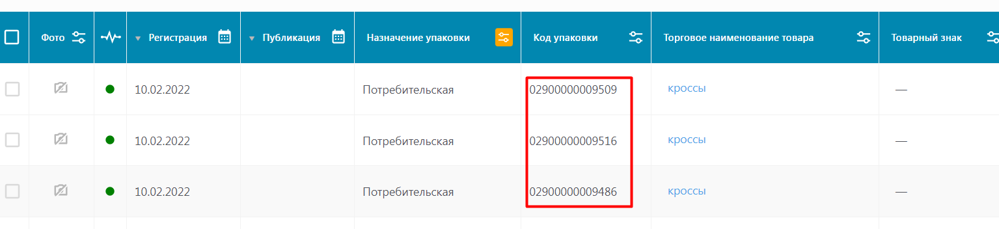 Фото Регистрация Публикация Назначение упаковки Код упаковки Торговое наименование товара Товарный знак
10.02.2022 Потребительская 02900000009509 кроссы —
10.02.2022 Потребительская 02900000009516 кроссы —
10.02.2022 Потребительская 02900000009486 кроссы —